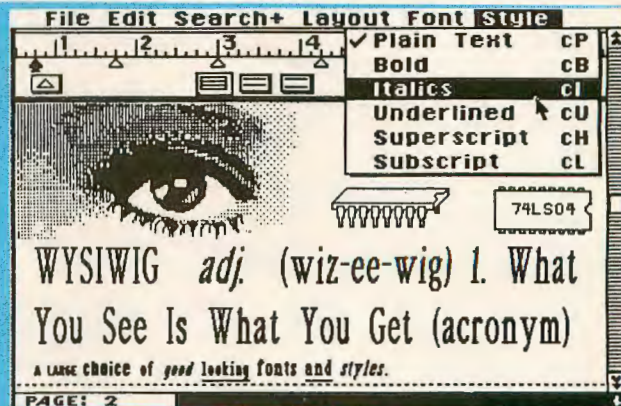 File Edit Search+ Layout Font Style
1 2 3 4
✓ Plain Text cP
Bold cB
Italics cI
Underlined cU
Superscript cH
Subscript cL
74LS04
WYSIWIG adj. (wiz-ee-wig) 1. What
You See Is What You Get (acronym)
A LARGE choice of good looking fonts and styles.
PAGE: 2